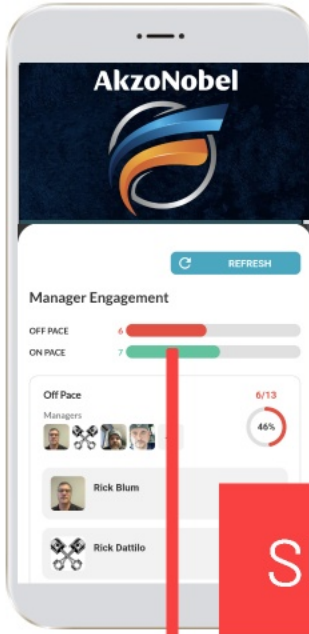 AkzoNobel
REFRESH
Manager Engagement
OFF PACE 6
ON PACE 7
Off Pace 6/13
Managers
46%
Rick Blum
Rick Dattilo
S